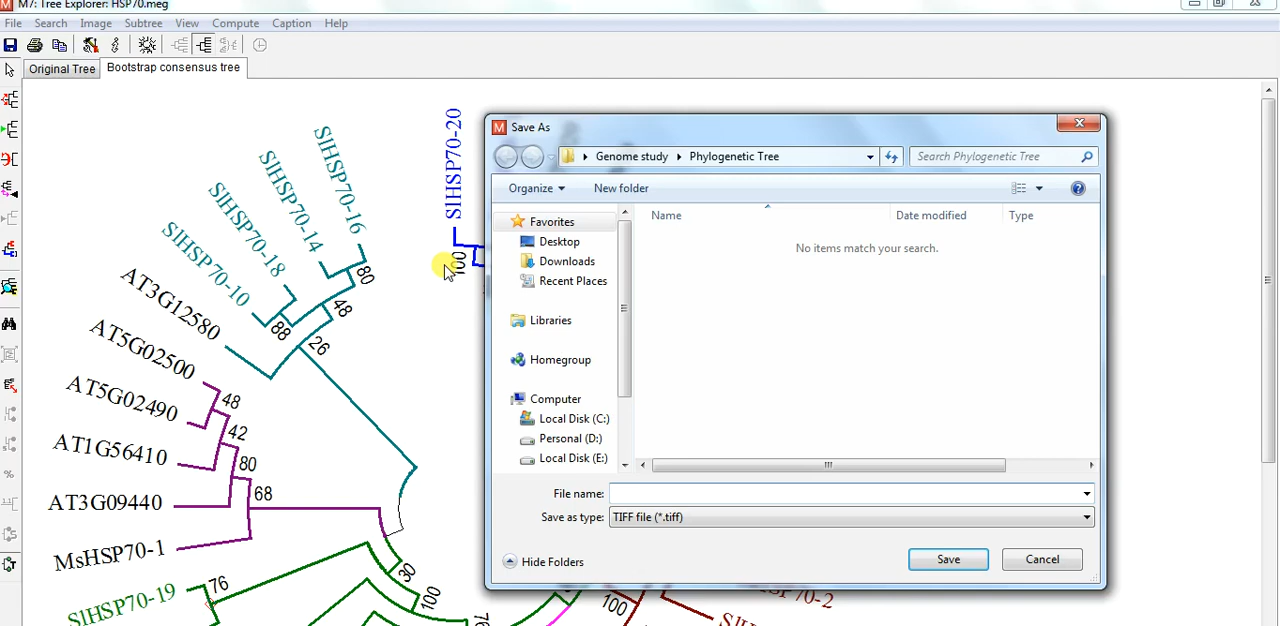 M7: Tree Explorer: HSP70.meg
File Search Image Subtree View Compute Caption Help
Original Tree Bootstrap consensus tree
SlHSP70-20
100
SlHSP70-16
SlHSP70-14
SlHSP70-18
SlHSP70-10
80
48
88
26
AT3G12580
AT5G02500
AT5G02490
AT1G56410
AT3G09440
MsHSP70-1
48
42
80
68
SlHSP70-19
76
30
100
100
Save As
Genome study Phylogenetic Tree
Search Phylogenetic Tree
Organize New folder
Favorites
Desktop
Downloads
Recent Places
Libraries
Homegroup
Computer
Local Disk (C:)
Personal (D:)
Local Disk (E:)
Name Date modified Type
No items match your search.
File name:
Save as type: TIFF file (*.tiff)
Hide Folders Save Cancel